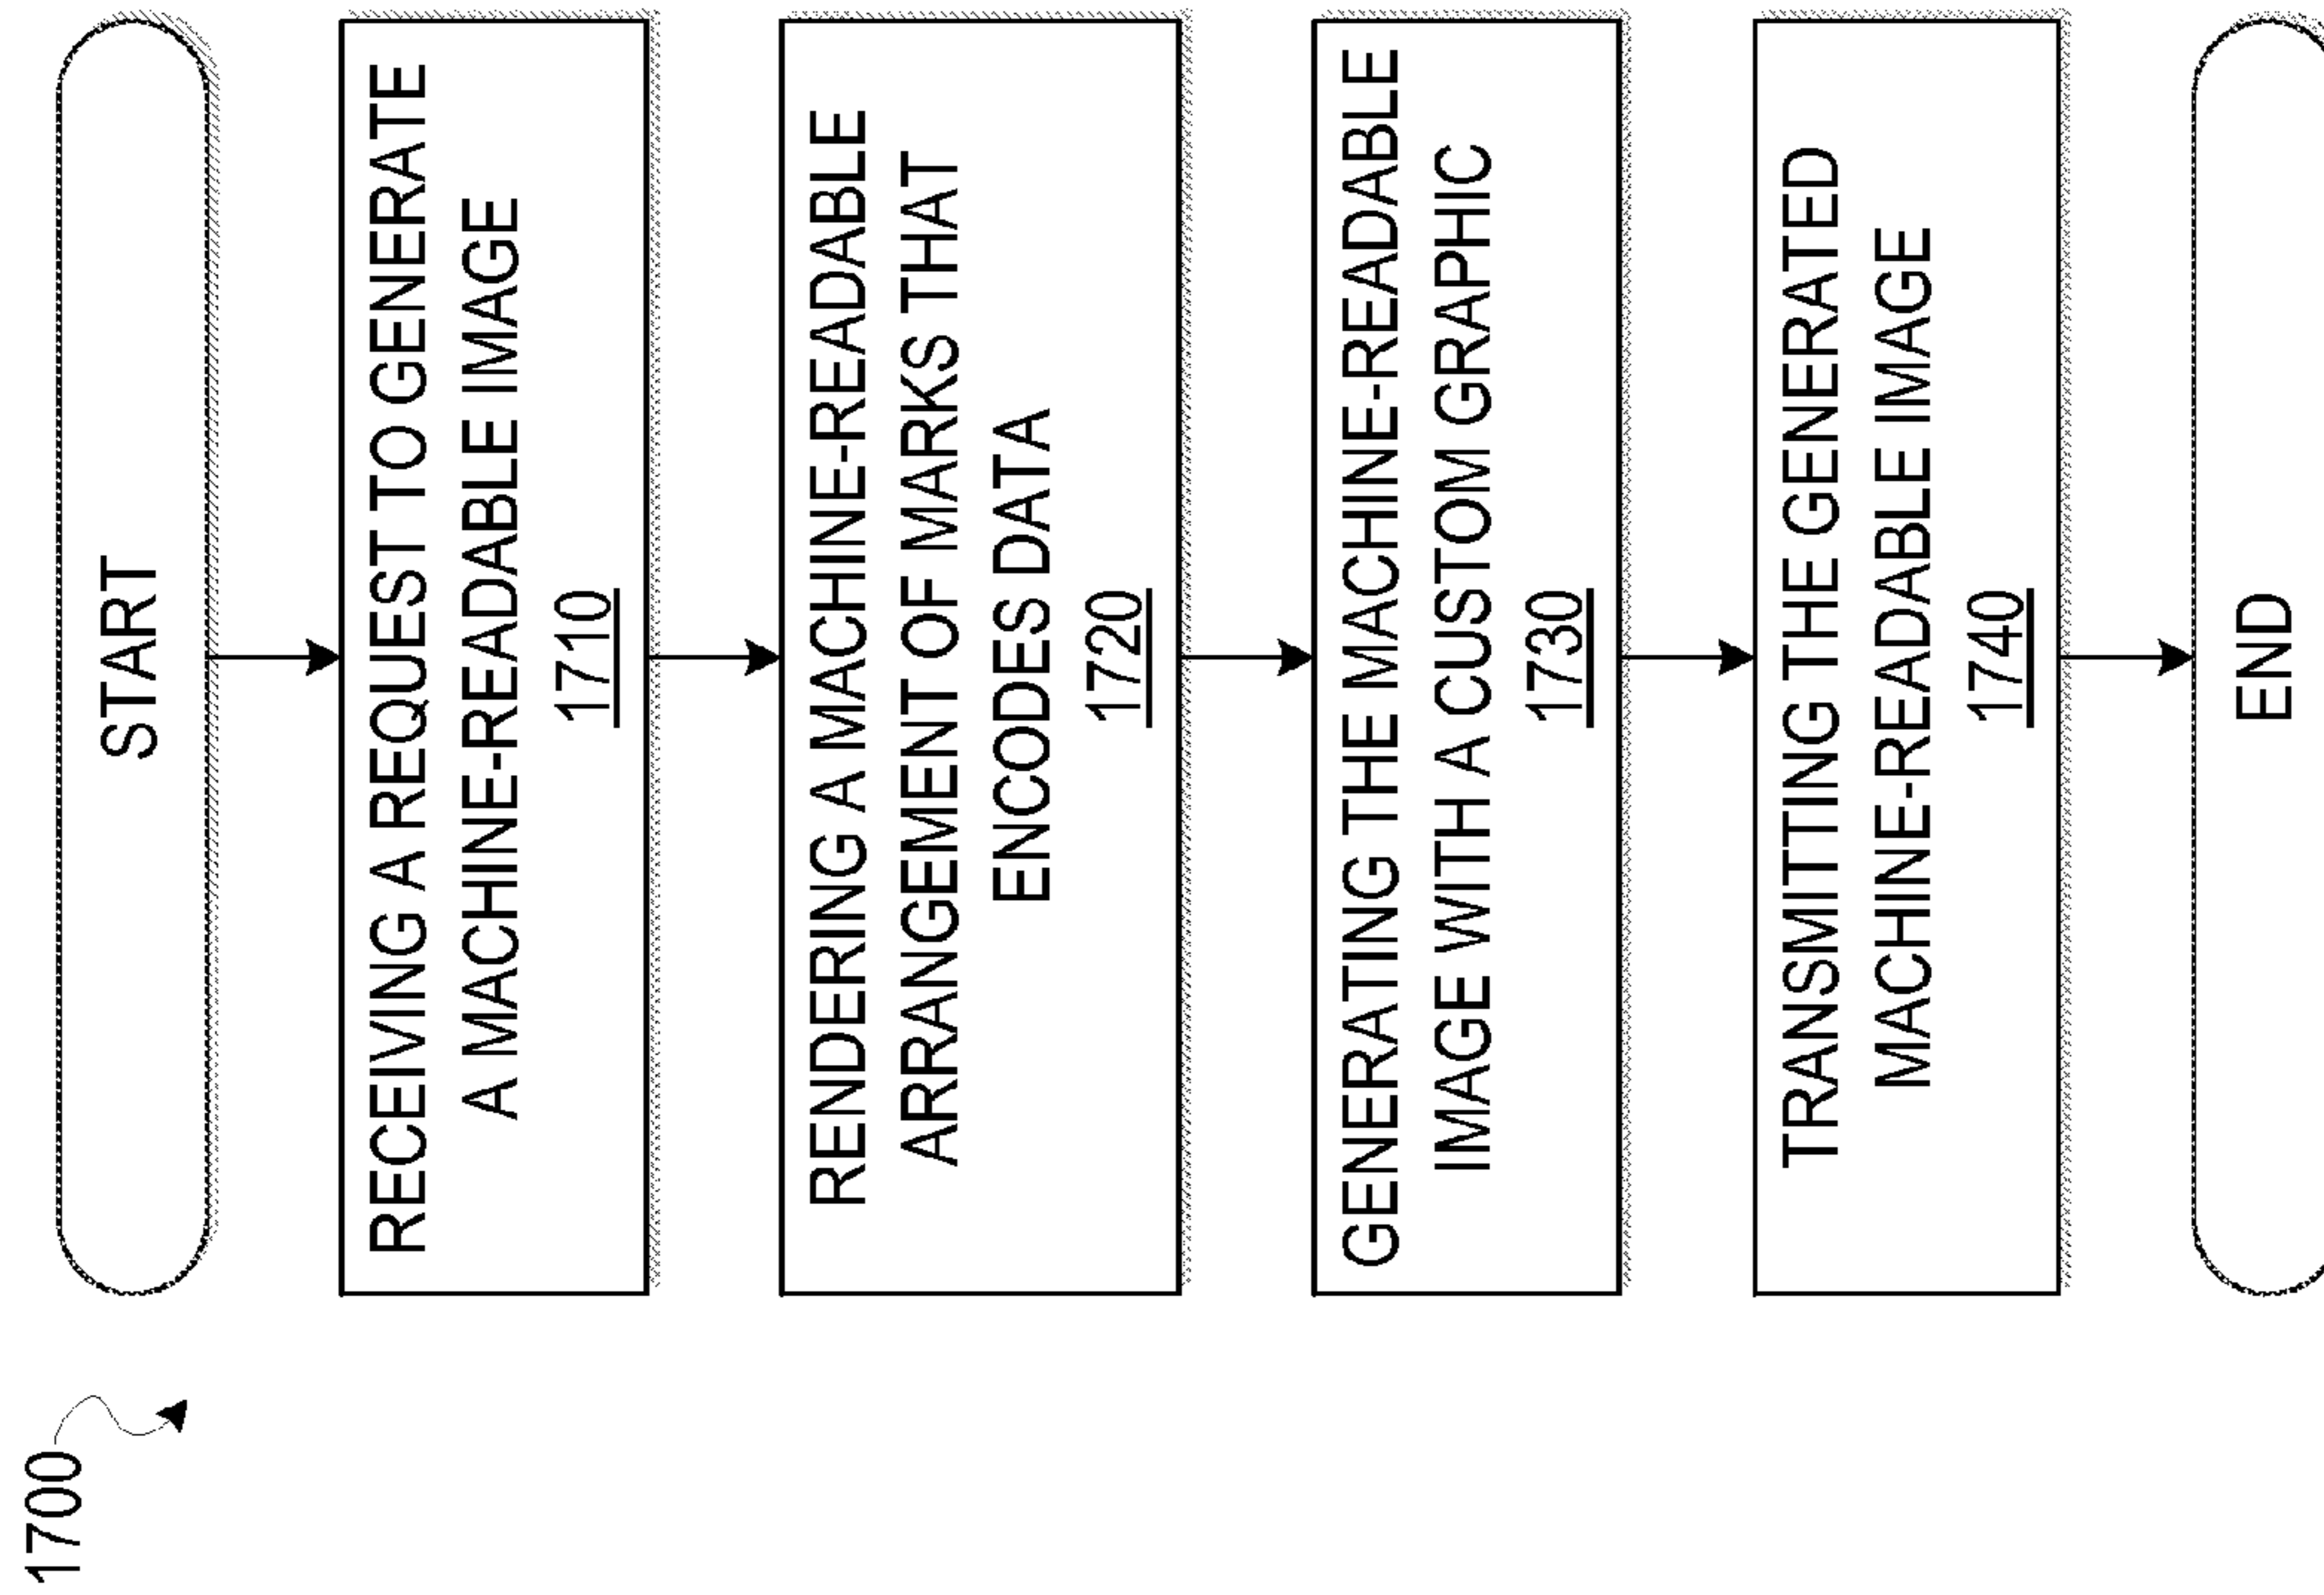 1700
START
RECEIVING A REQUEST TO GENERATE
A MACHINE-READABLE IMAGE
1710
RENDERING A MACHINE-READABLE
ARRANGEMENT OF MARKS THAT
ENCODES DATA
1720
GENERATING THE MACHINE-READABLE
IMAGE WITH A CUSTOM GRAPHIC
1730
TRANSMITTING THE GENERATED
MACHINE-READABLE IMAGE
1740
END